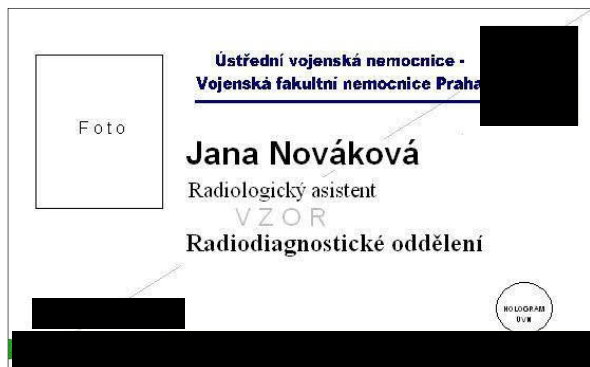 Ústřední vojenská nemocnice -
Vojenská fakultní nemocnice Praha
Foto
Jana Nováková
Radiologický asistent
VZOR
Radiodiagnostické oddělení
HOLOGRAM
ÚVN